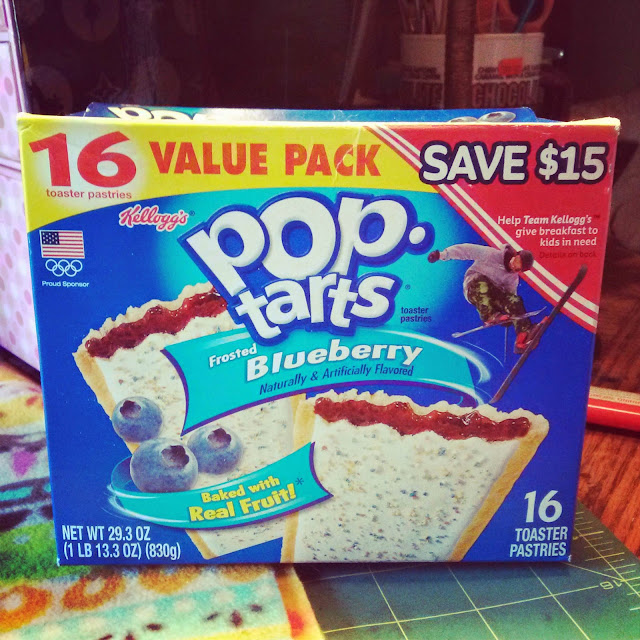 POP
16 VALUE PACK
toaster pastries
SAVE $15
Help Team Kellogg's™
give breakfast to
kids in need
Details on back
Kellogg's®
Proud Sponsor
pop.
tarts®
toaster
pastries
Frosted
Blueberry
Naturally & Artificially Flavored
Baked with
Real Fruit!*
NET WT 29.3 OZ
(1 LB 13.3 OZ) (830g)
16
TOASTER
PASTRIES